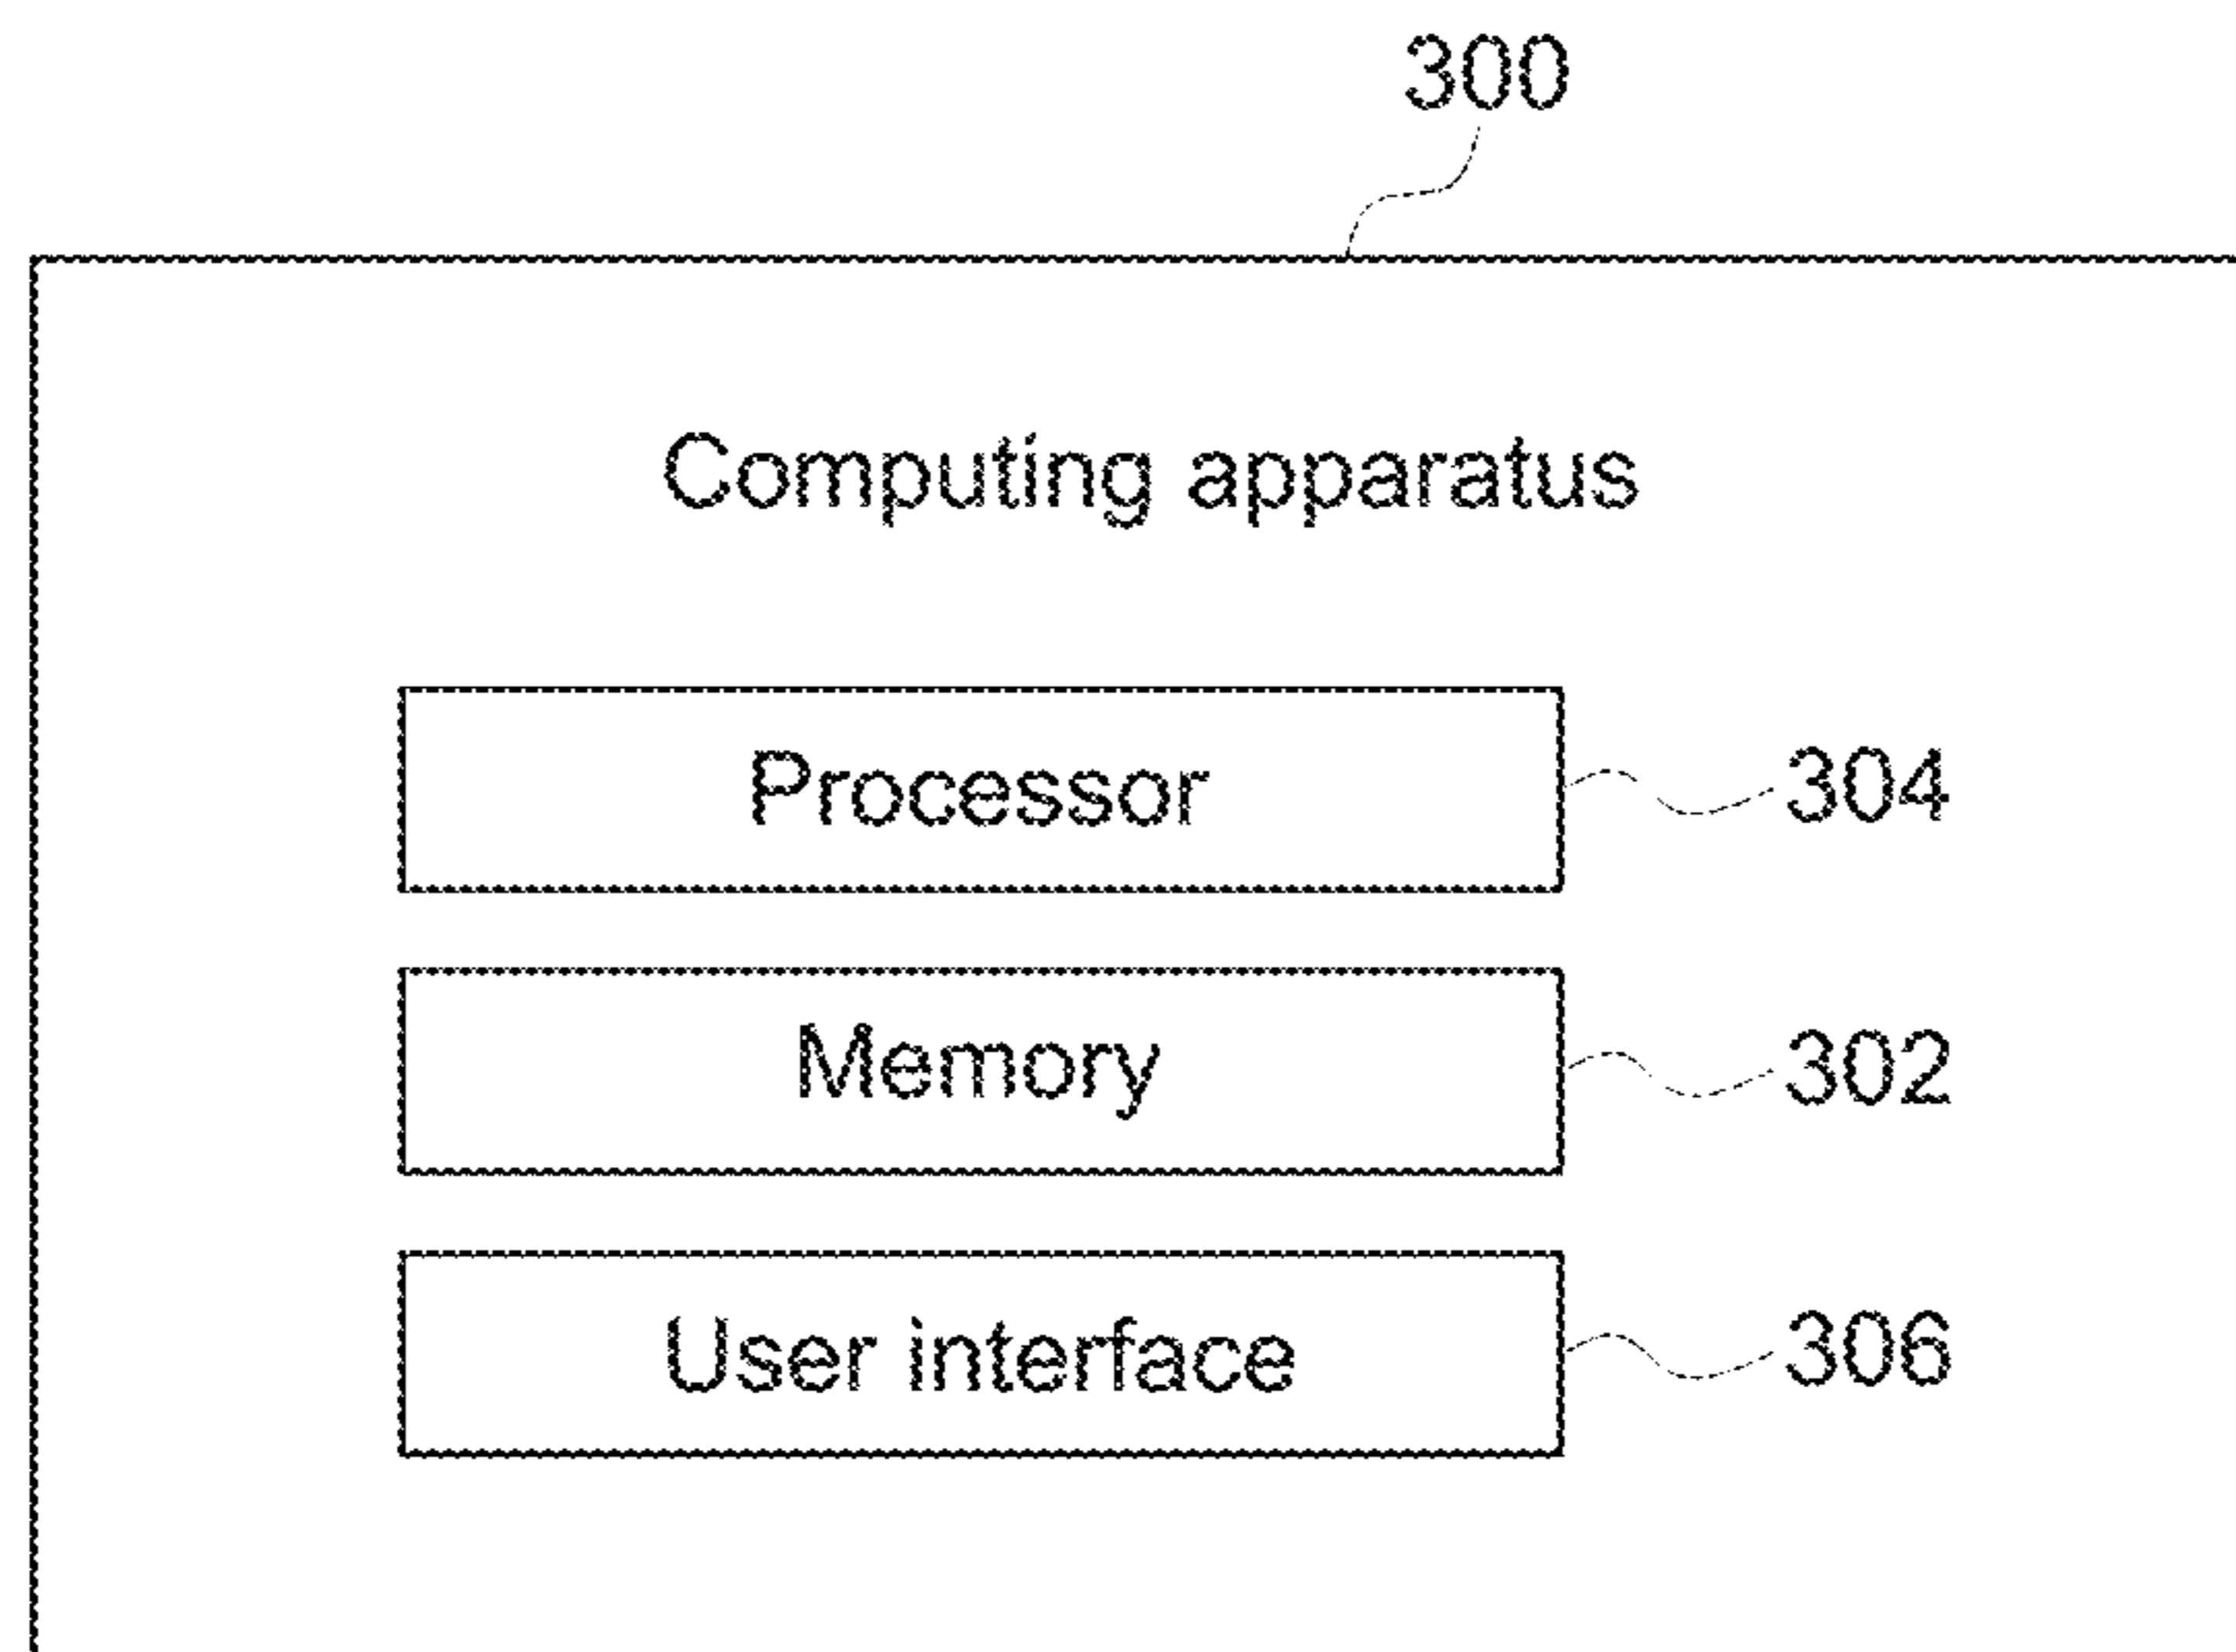 300
Computing apparatus
Processor 304
Memory 302
User interface 306